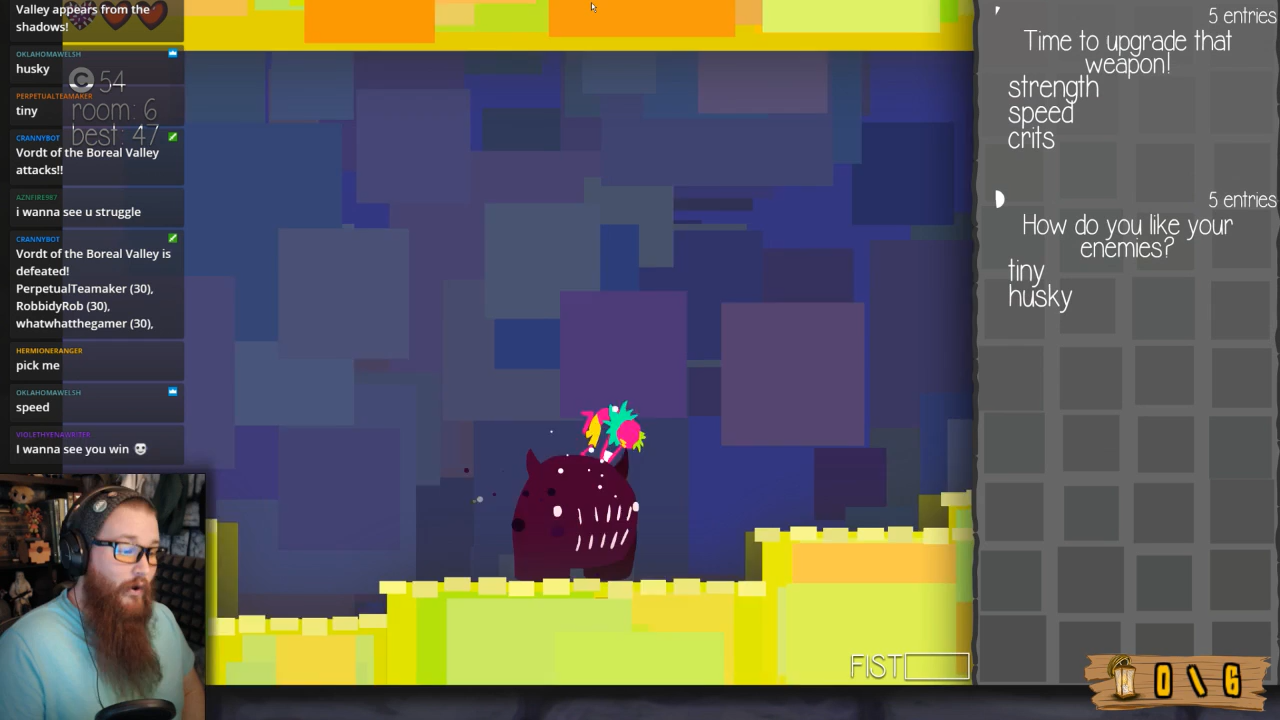 Valley appears from the
shadows!
OKLAHOMAWELSH
husky
PERPETUALTEAMAKER
tiny
CRANNYBOT
Vordt of the Boreal Valley
attacks!!
AZNFIRE987
i wanna see u struggle
CRANNYBOT
Vordt of the Boreal Valley is
defeated!
PerpetualTeamaker (30),
RobbidyRob (30),
whatwhatthegamer (30),
HERMIONERANGER
pick me
OKLAHOMAWELSH
speed
VIOLETHYENAWRITER
I wanna see you win
C 54
room: 6
best: 47
FIST
5 entries
Time to upgrade that
weapon!
strength
speed
crits
5 entries
How do you like your
enemies?
tiny
husky
0 \ 6